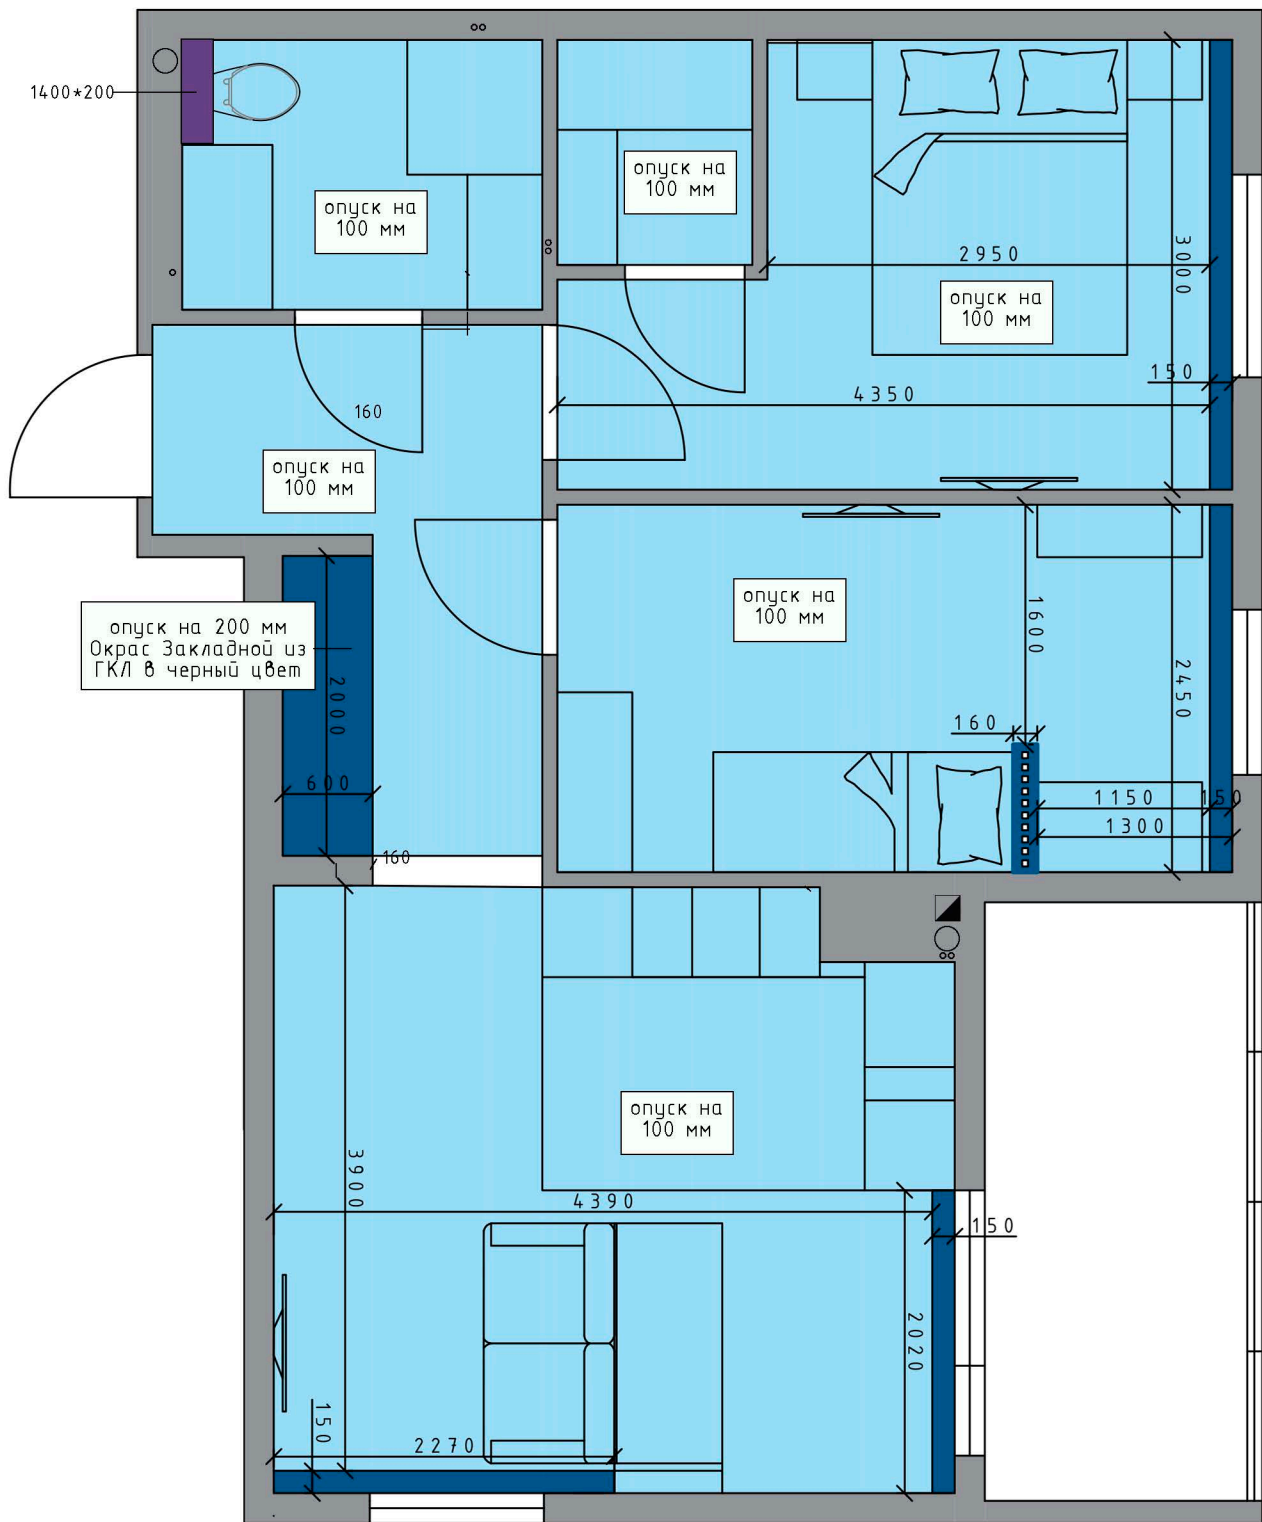 1400*200
опуск на
100 мм
опуск на
100 мм
2950
3000
опуск на
100 мм
150
4350
160
опуск на
100 мм
опуск на 200 мм
Окрас Закладной из
ГКЛ в черный цвет
2000
600
160
опуск на
100 мм
1600
2450
160
1150
150
1300
опуск на
100 мм
3900
4390
150
2020
150
2270